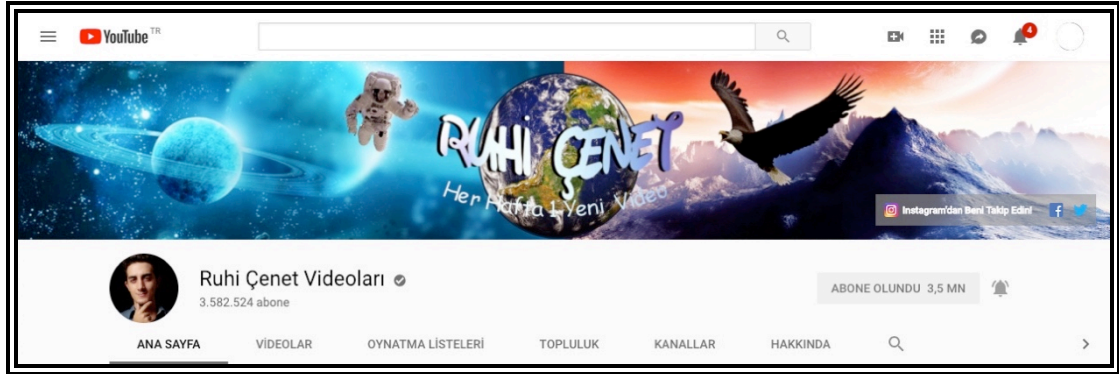 YouTube TR
4
RUHİ ÇENET
Her Hafta 1 Yeni Video
Instagram'dan Beni Takip Edin!
Ruhi Çenet Videoları
3.582.524 abone
ABONE OLUNDU 3,5 MN
ANA SAYFA VİDEOLAR OYNATMA LİSTELERİ TOPLULUK KANALLAR HAKKINDA